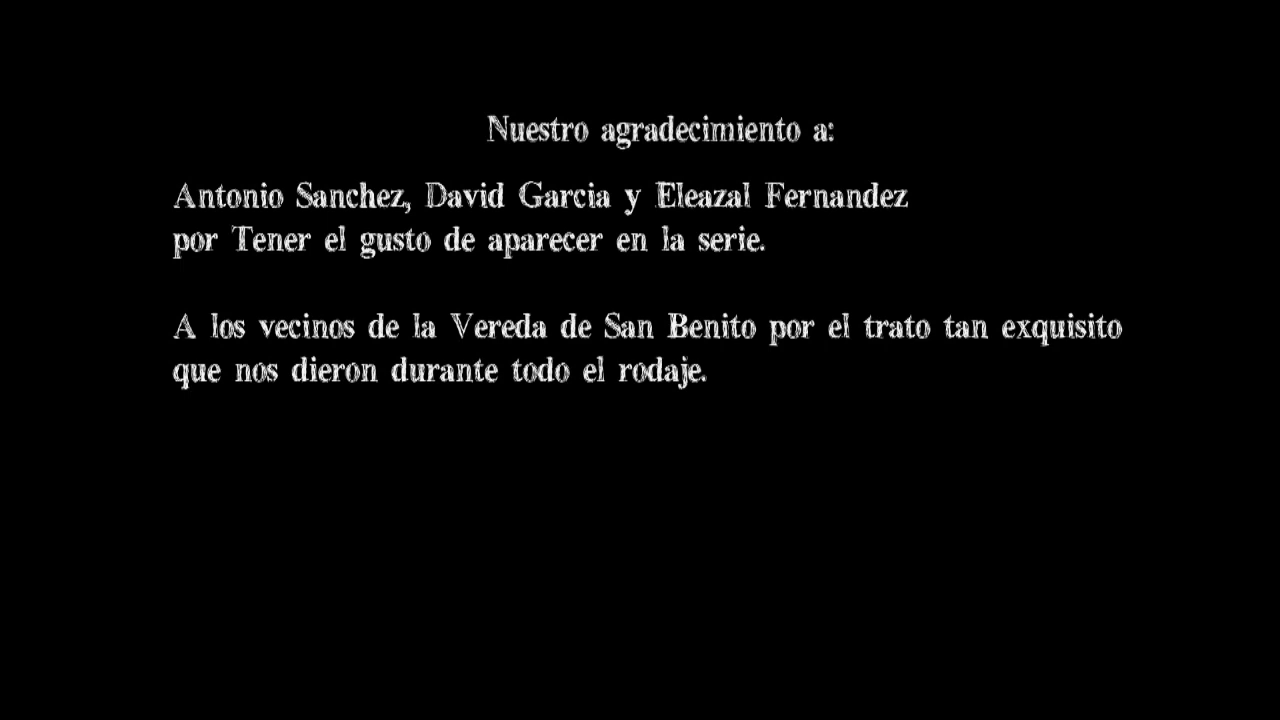 Nuestro agradecimiento a:
Antonio Sanchez, David Garcia y Eleazal Fernandez
por Tener el gusto de aparecer en la serie.
A los vecinos de la Vereda de San Benito por el trato tan exquisito
que nos dieron durante todo el rodaje.